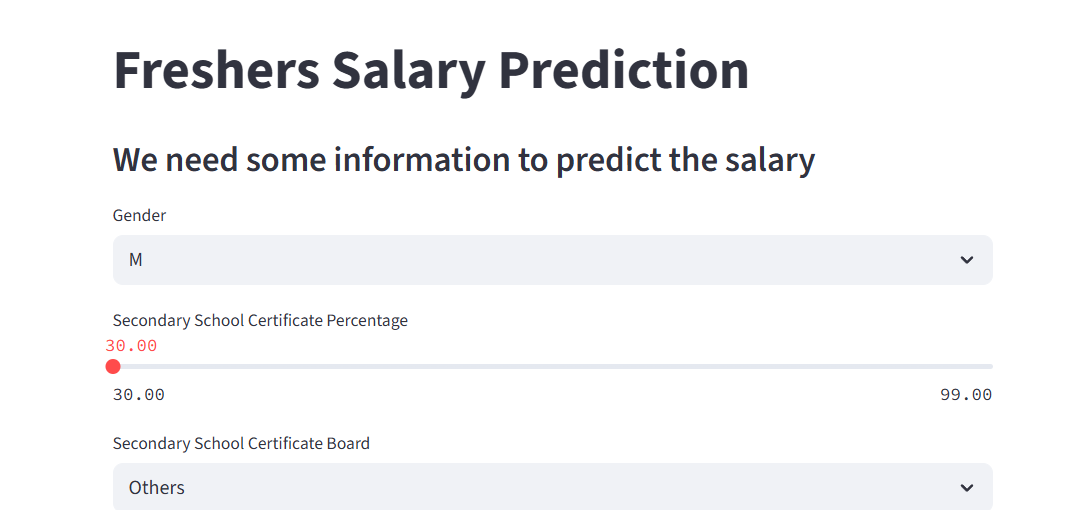 Freshers Salary Prediction
We need some information to predict the salary
Gender
M
Secondary School Certificate Percentage
30.00
30.00 99.00
Secondary School Certificate Board
Others